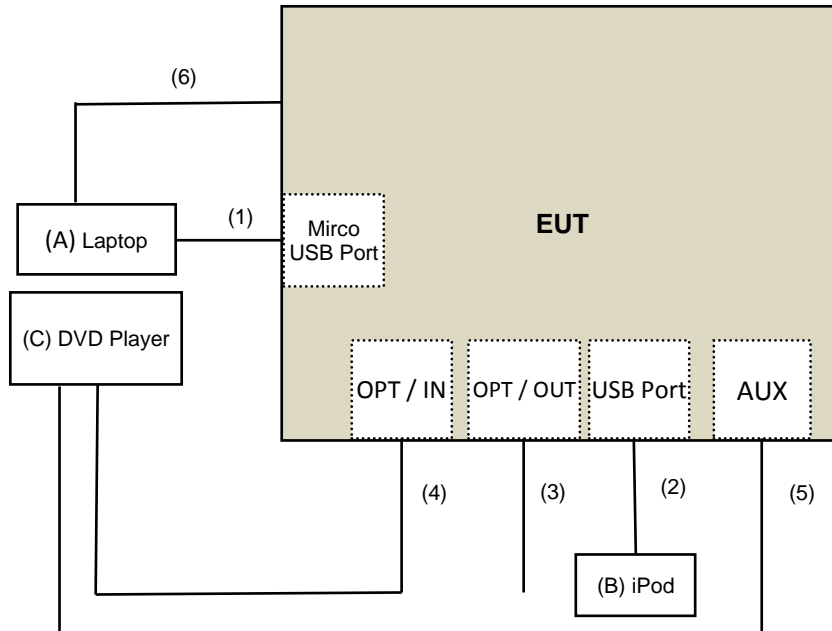 (6)
(A) Laptop
(1)
Mirco
USB Port
EUT
(C) DVD Player
OPT / IN
OPT / OUT
USB Port
AUX
(4)
(3)
(2)
(5)
(B) iPod